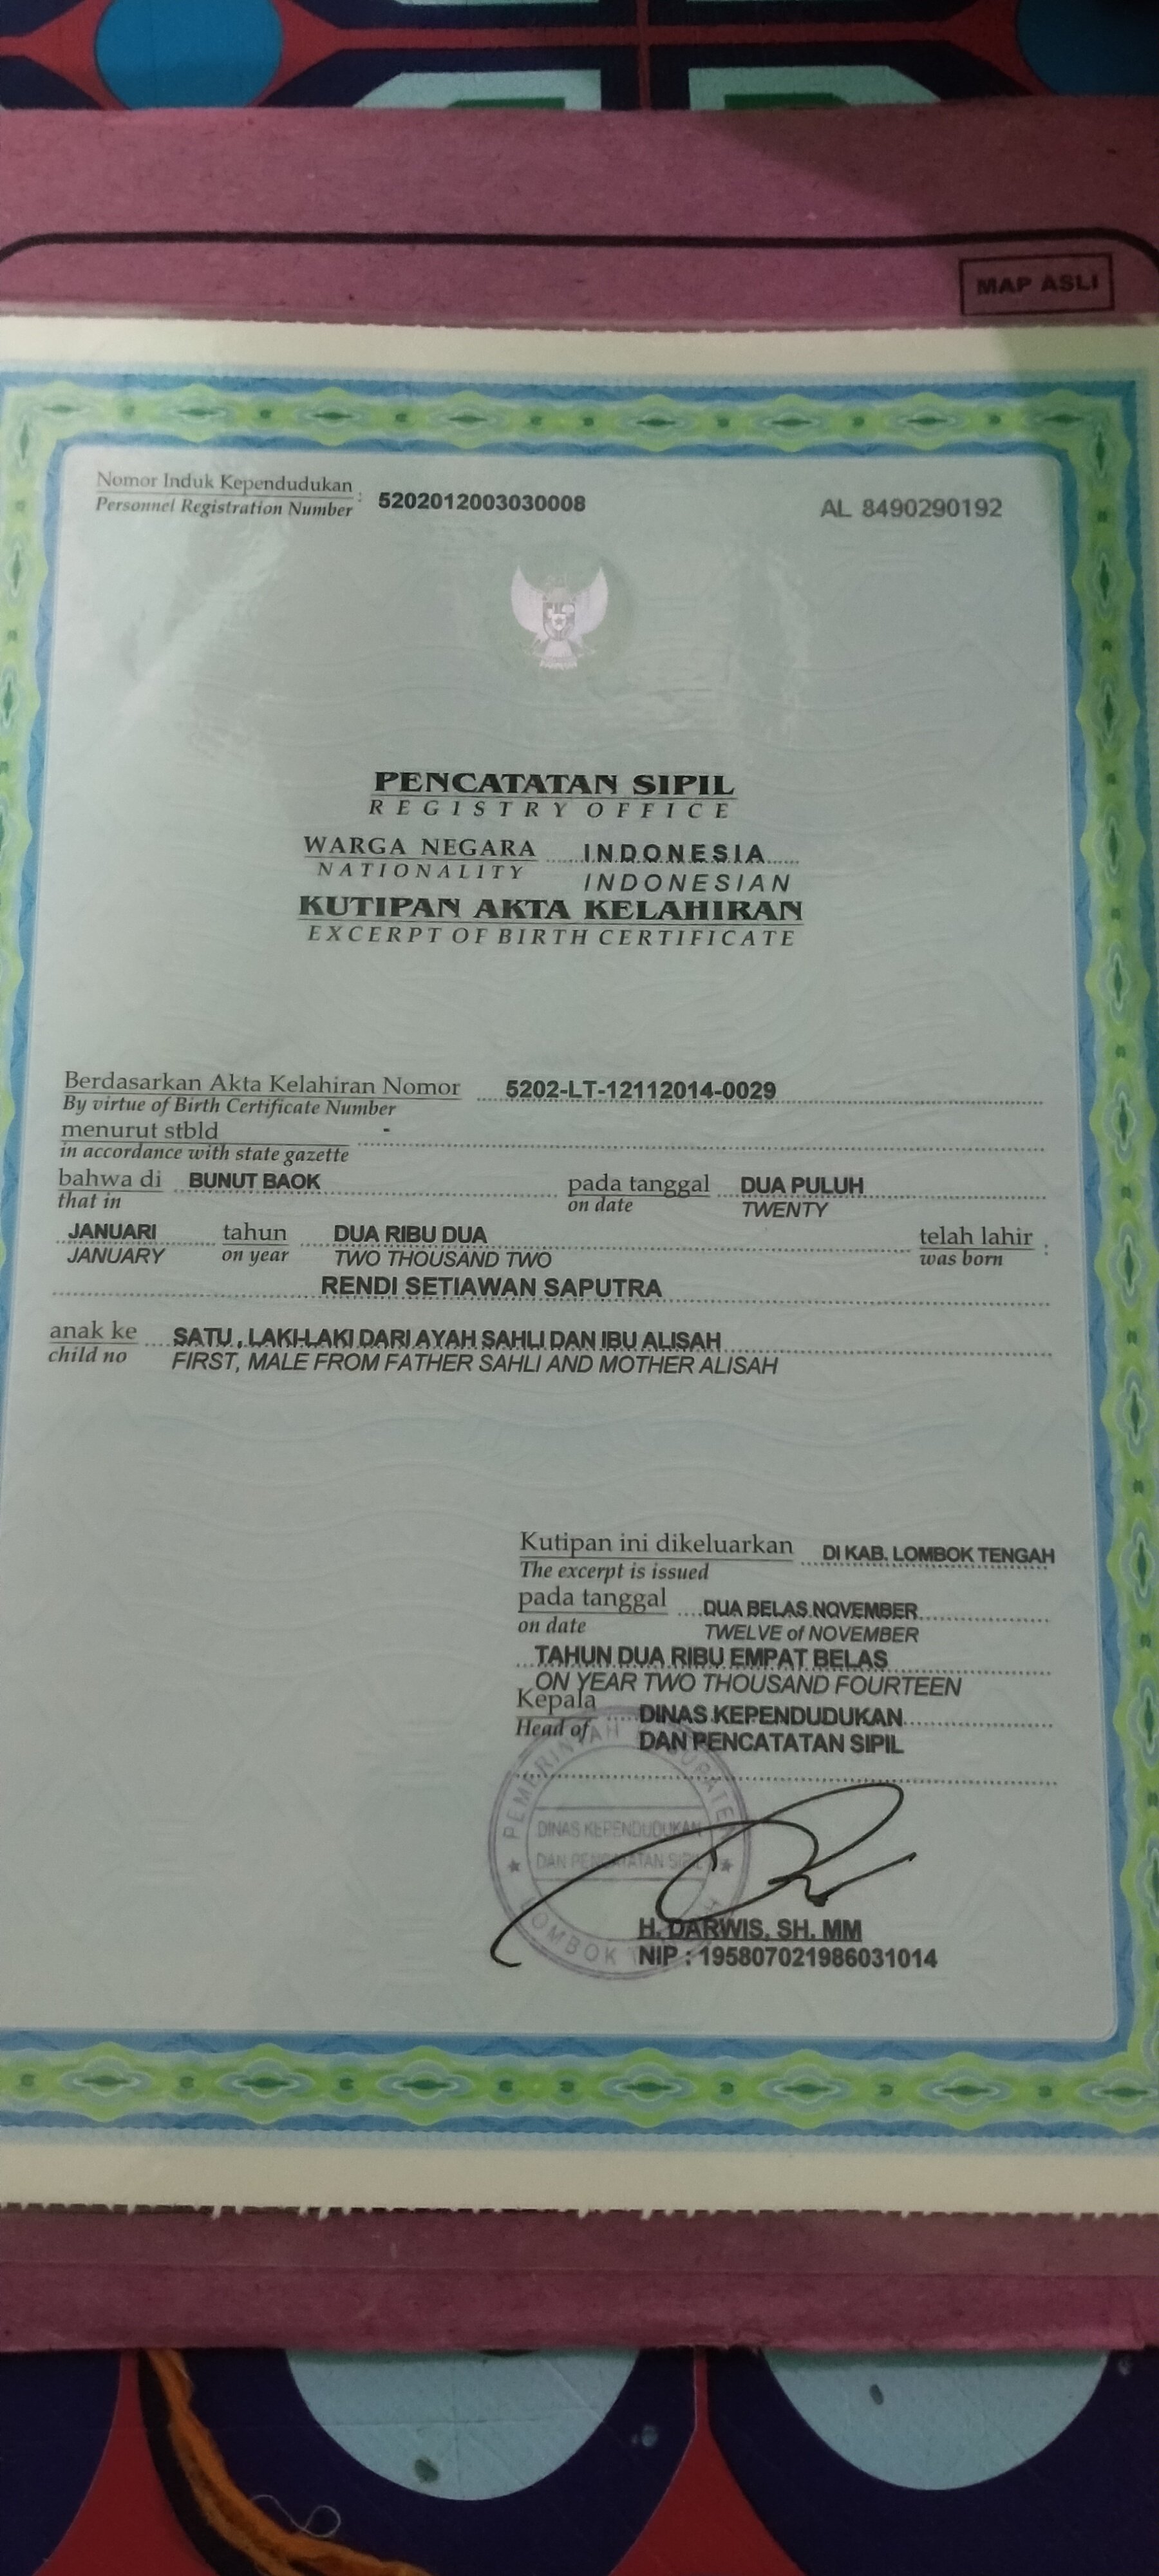 MAP ASLI
Nomor Induk Kependudukan : 5202012003030008 AL 8490290192
Personnel Registration Number
PENCATATAN SIPIL
REGISTRY OFFICE
WARGA NEGARA INDONESIA
NATIONALITY INDONESIAN
KUTIPAN AKTA KELAHIRAN
EXCERPT OF BIRTH CERTIFICATE
Berdasarkan Akta Kelahiran Nomor 5202-LT-12112014-0029
By virtue of Birth Certificate Number
menurut stbld -
in accordance with state gazette
bahwa di BUNUT BAOK pada tanggal DUA PULUH
that in on date TWENTY
JANUARI tahun DUA RIBU DUA telah lahir :
JANUARY on year TWO THOUSAND TWO was born
RENDI SETIAWAN SAPUTRA
anak ke SATU , LAKI-LAKI DARI AYAH SAHLI DAN IBU ALISAH
child no FIRST, MALE FROM FATHER SAHLI AND MOTHER ALISAH
Kutipan ini dikeluarkan DI KAB. LOMBOK TENGAH
The excerpt is issued
pada tanggal DUA BELAS NOVEMBER
on date TWELVE of NOVEMBER
TAHUN DUA RIBU EMPAT BELAS
ON YEAR TWO THOUSAND FOURTEEN
Kepala DINAS KEPENDUDUKAN
Head of DAN PENCATATAN SIPIL
PEMERINTAH
DINAS KEPENDUDUKAN
DAN PENCATATAN SIPIL
LOMBOK
H. DARWIS, SH. MM
NIP : 195807021986031014